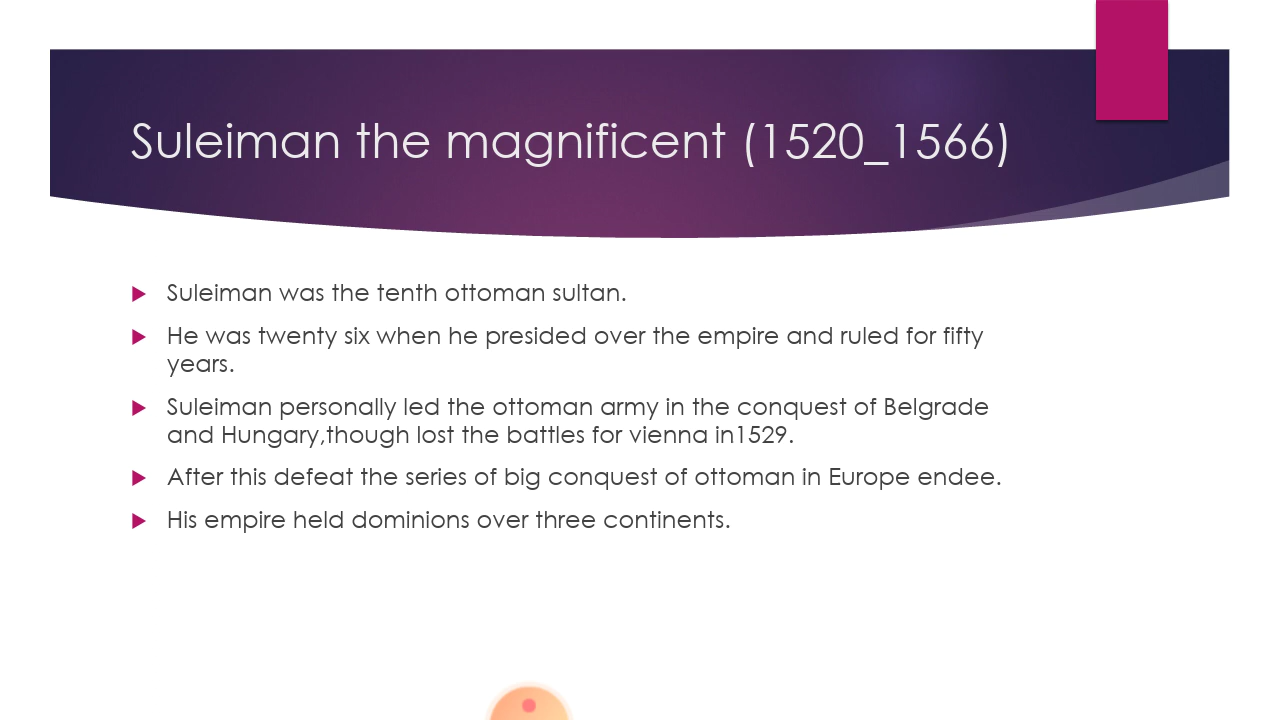 Suleiman the magnificent (1520_1566)
Suleiman was the tenth ottoman sultan.
He was twenty six when he presided over the empire and ruled for fifty
years.
Suleiman personally led the ottoman army in the conquest of Belgrade
and Hungary,though lost the battles for vienna in1529.
After this defeat the series of big conquest of ottoman in Europe endee.
His empire held dominions over three continents.